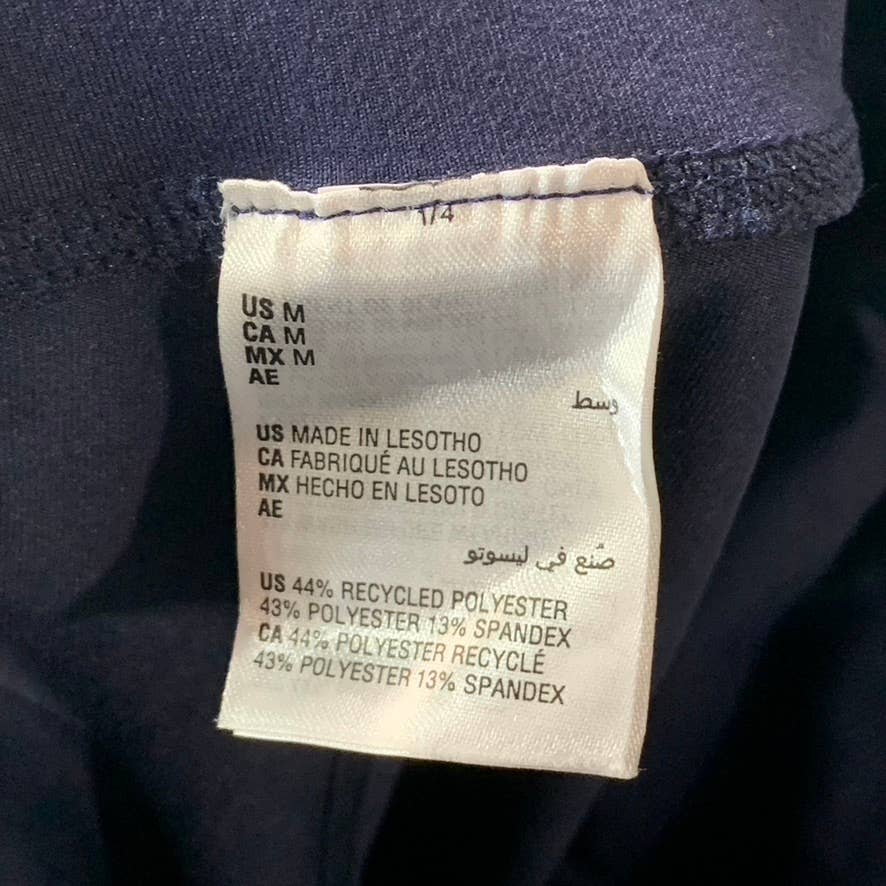 1/4
US M
CA M
MX M
AE
وسط
US MADE IN LESOTHO
CA FABRIQUÉ AU LESOTHO
MX HECHO EN LESOTO
AE
صُنع في ليسوتو
US 44% RECYCLED POLYESTER
43% POLYESTER 13% SPANDEX
CA 44% POLYESTER RECYCLÉ
43% POLYESTER 13% SPANDEX